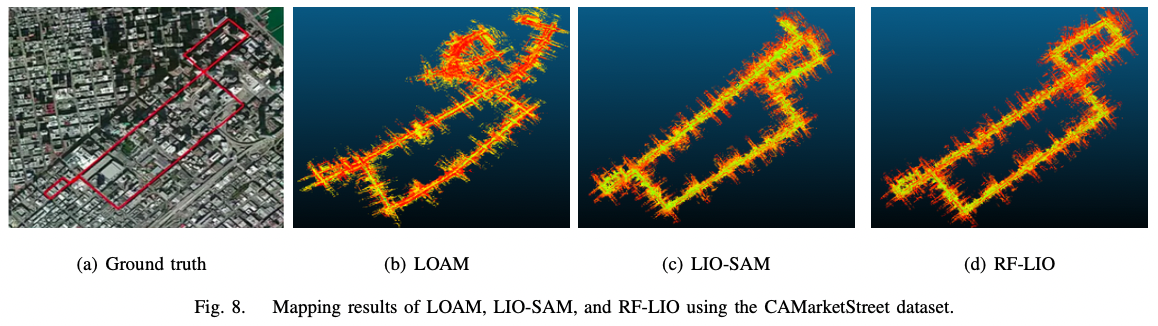 (a) Ground truth
(b) LOAM
(c) LIO-SAM
(d) RF-LIO
Fig. 8. Mapping results of LOAM, LIO-SAM, and RF-LIO using the CAMarketStreet dataset.